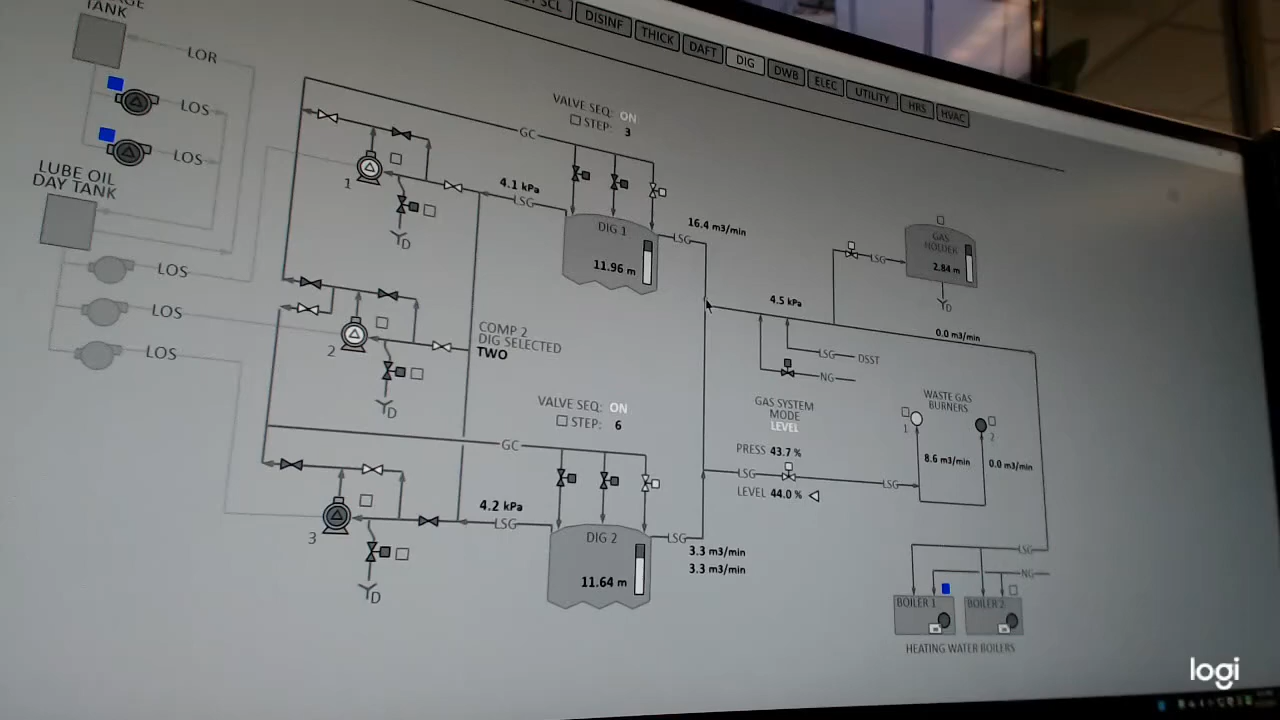 SCL
DISINF
THICK
DAFT
DIG
DWB
ELEC
UTILITY
HRS
HVAC
TANK
LOR
LOS
LOS
LUBE OIL
DAY TANK
LOS
LOS
LOS
GC
VALVE SEQ: ON
STEP: 3
1
4.1 kPa
LSG
D
DIG 1
11.96 m
16.4 m3/min
LSG
GAS
HOLDER
2.84 m
LSG
D
4.5 kPa
0.0 m3/min
LSG
DSST
NG
2
COMP 2
DIG SELECTED
TWO
D
VALVE SEQ: ON
STEP: 6
GC
GAS SYSTEM
MODE
LEVEL
PRESS 43.7 %
LSG
LEVEL 44.0 %
LSG
WASTE GAS
BURNERS
1
2
8.6 m3/min
0.0 m3/min
3
4.2 kPa
LSG
D
DIG 2
11.64 m
LSG
3.3 m3/min
3.3 m3/min
LSG
NG
BOILER 1
BOILER 2
HEATING WATER BOILERS
logi